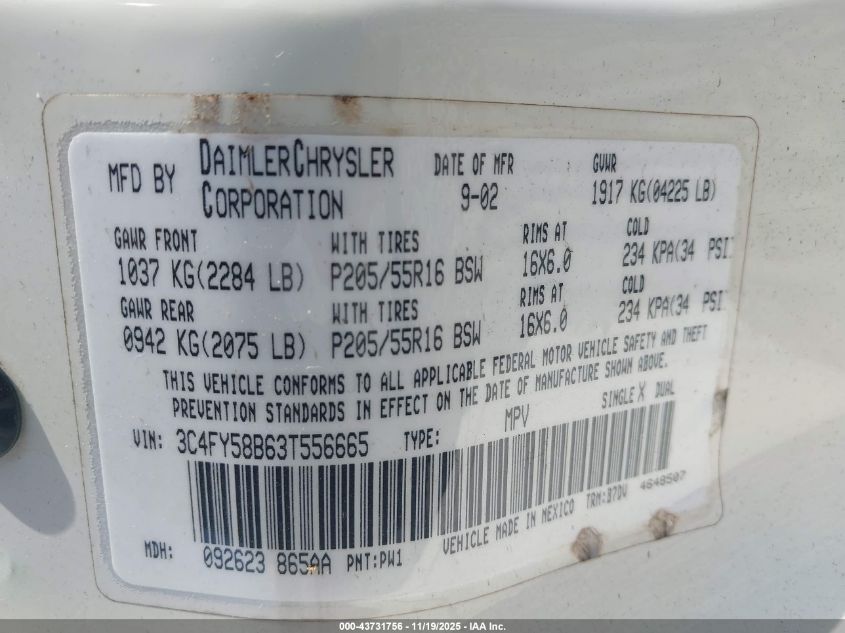 MFD BY DAIMLERCHRYSLER CORPORATION DATE OF MFR 9-02 GVWR 1917 KG(04225 LB)
GAWR FRONT WITH TIRES RIMS AT COLD
1037 KG(2284 LB) P205/55R16 BSW 16X6.0 234 KPA(34 PSI)
GAWR REAR WITH TIRES RIMS AT COLD
0942 KG(2075 LB) P205/55R16 BSW 16X6.0 234 KPA(34 PSI)
THIS VEHICLE CONFORMS TO ALL APPLICABLE FEDERAL MOTOR VEHICLE SAFETY AND THEFT
PREVENTION STANDARDS IN EFFECT ON THE DATE OF MANUFACTURE SHOWN ABOVE.
VIN: 3C4FY58B63T556665 TYPE: MPV SINGLE X DUAL
MDH: 092623 865AA PNT:PW1 VEHICLE MADE IN MEXICO TRM:B7DV 4648507
000-43731756 - 11/19/2025 - IAA Inc.